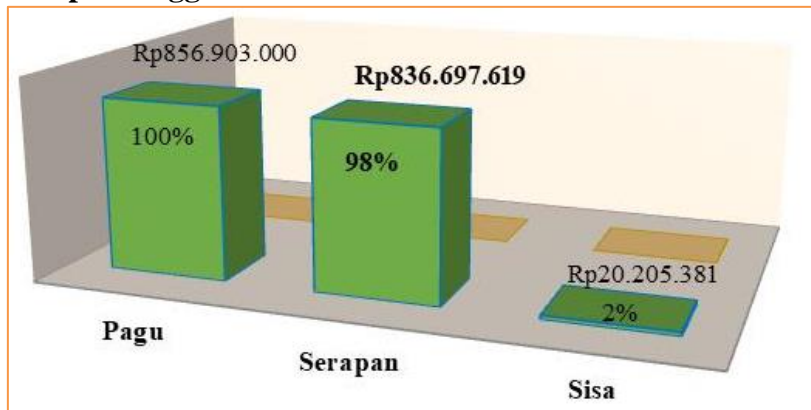 Rp856.903.000
Rp836.697.619
100%
98%
Rp20.205.381
2%
Pagu
Serapan
Sisa